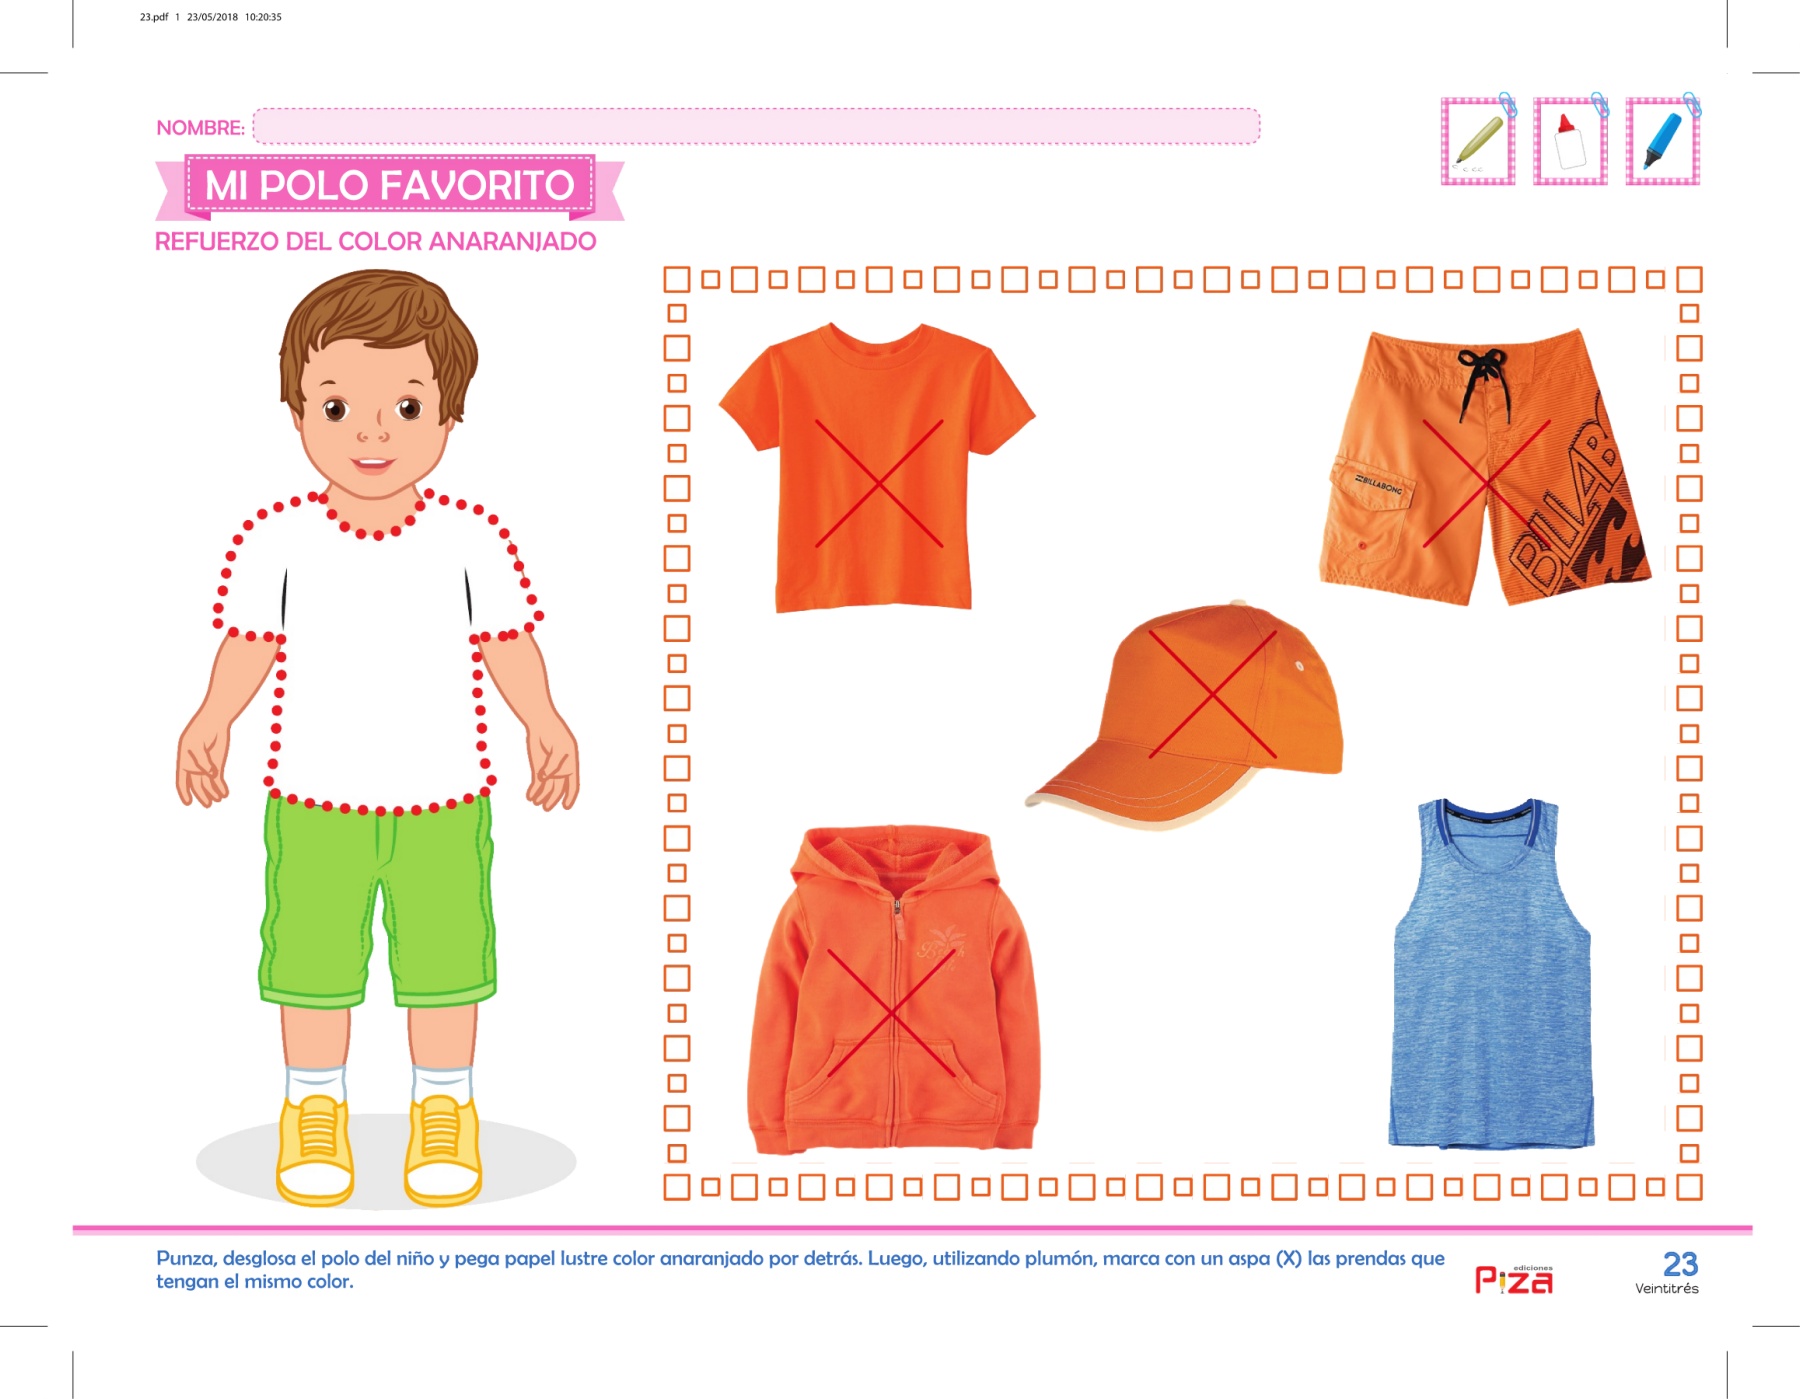 23.pdf 1 23/05/2018 10:20:35
NOMBRE:
MI POLO FAVORITO
REFUERZO DEL COLOR ANARANJADO
BILLABONG
BILLAB
Punza, desglosa el polo del niño y pega papel lustre color anaranjado por detrás. Luego, utilizando plumón, marca con un aspa (X) las prendas que
tengan el mismo color.
ediciones
Piza
23
Veintitrés